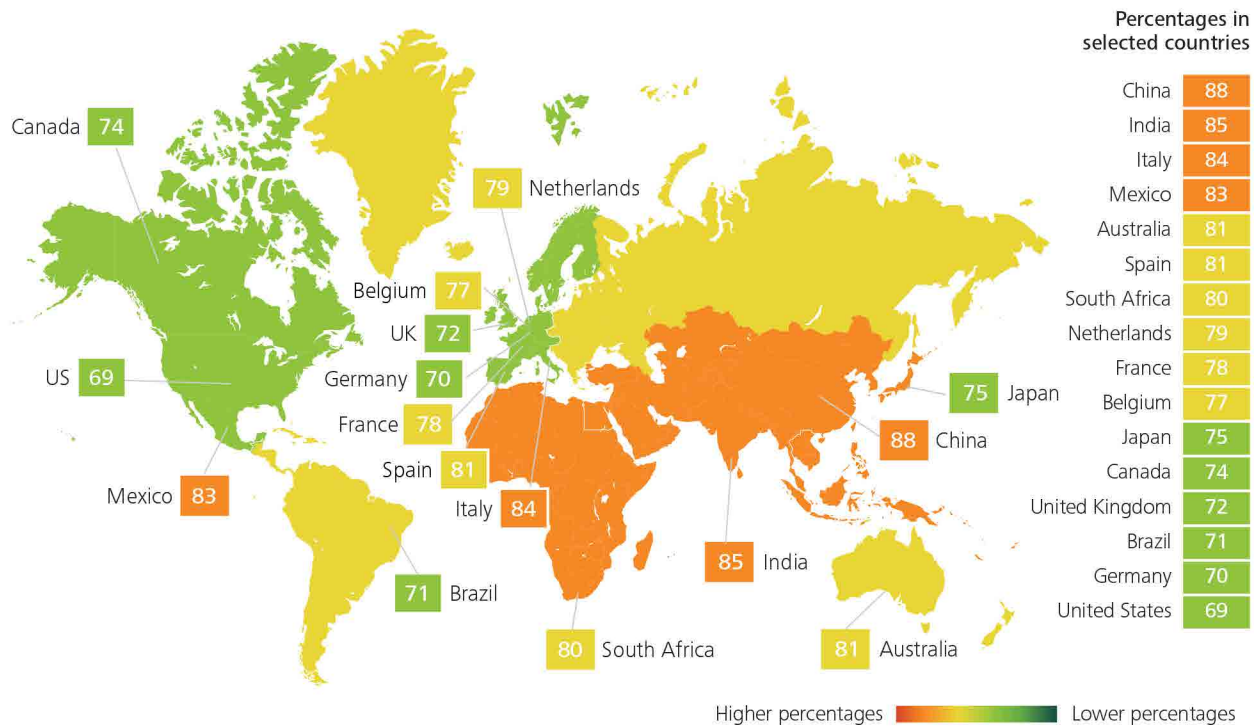 Percentages in
selected countries
China 88
India 85
Italy 84
Mexico 83
Australia 81
Spain 81
South Africa 80
Netherlands 79
France 78
Belgium 77
Japan 75
Canada 74
United Kingdom 72
Brazil 71
Germany 70
United States 69
Canada 74
79 Netherlands
Belgium 77
UK 72
US 69
Germany 70
75 Japan
France 78
88 China
Spain 81
Mexico 83
Italy 84
85 India
71 Brazil
80 South Africa
81 Australia
Higher percentages Lower percentages